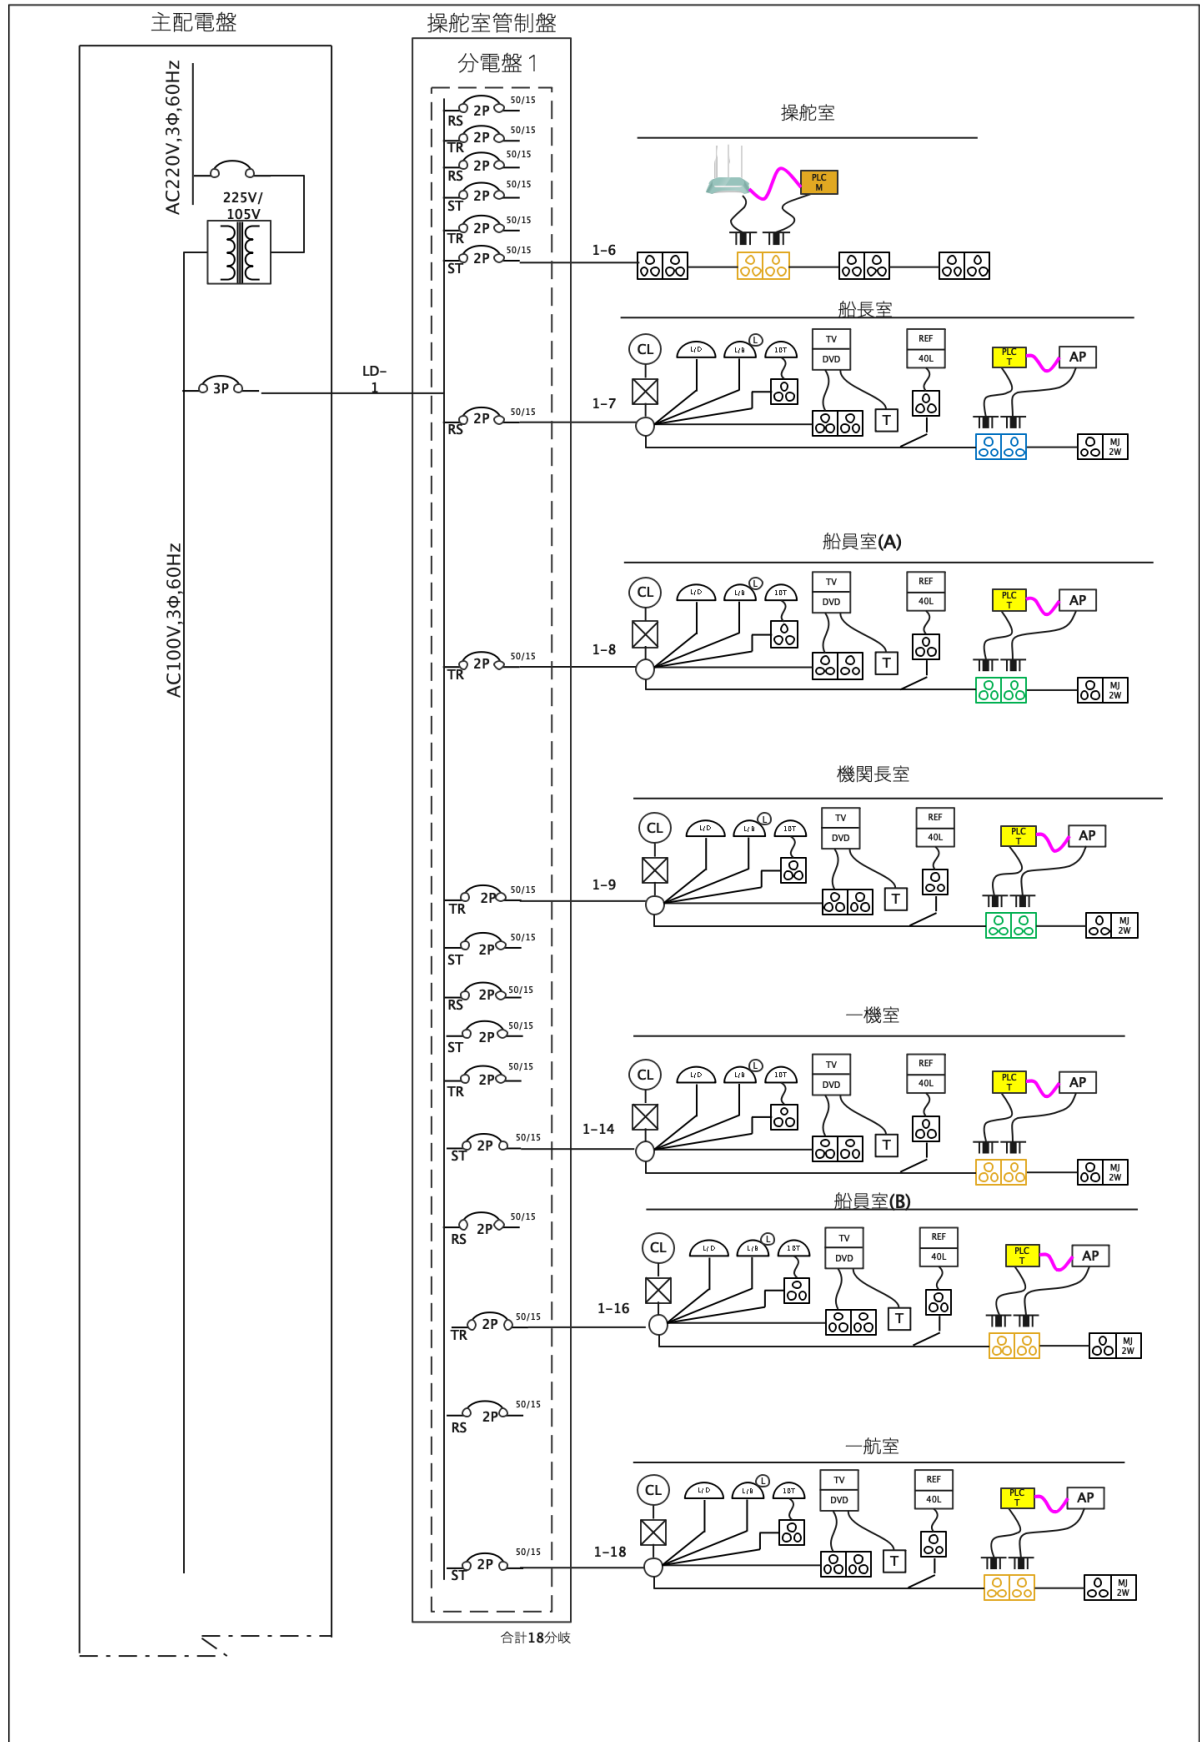 主配電盤
操舵室管制盤
分電盤 1
AC220V,3Φ,60Hz
225V/
105V
AC100V,3Φ,60Hz
3P
LD-
1
RS 2P 50/15
TR 2P 50/15
RS 2P 50/15
ST 2P 50/15
TR 2P 50/15
ST 2P 50/15
1-6
操舵室
PLC
M
船長室
RS 2P 50/15
1-7
CL L/D L/B L 1BT
TV
DVD
T
REF
40L
PLC
T
AP
MJ
2W
船員室(A)
TR 2P 50/15
1-8
CL L/D L/B L 1BT
TV
DVD
T
REF
40L
PLC
T
AP
MJ
2W
機関長室
TR 2P 50/15
1-9
CL L/D L/B L 1BT
TV
DVD
T
REF
40L
PLC
T
AP
MJ
2W
ST 2P 50/15
RS 2P 50/15
ST 2P 50/15
TR 2P 50/15
一機室
ST 2P 50/15
1-14
CL L/D L/B L 1BT
TV
DVD
T
REF
40L
PLC
T
AP
MJ
2W
RS 2P 50/15
船員室(B)
TR 2P 50/15
1-16
CL L/D L/B L 1BT
TV
DVD
T
REF
40L
PLC
T
AP
MJ
2W
RS 2P 50/15
一航室
ST 2P 50/15
1-18
CL L/D L/B L 1BT
TV
DVD
T
REF
40L
PLC
T
AP
MJ
2W
合計18分岐